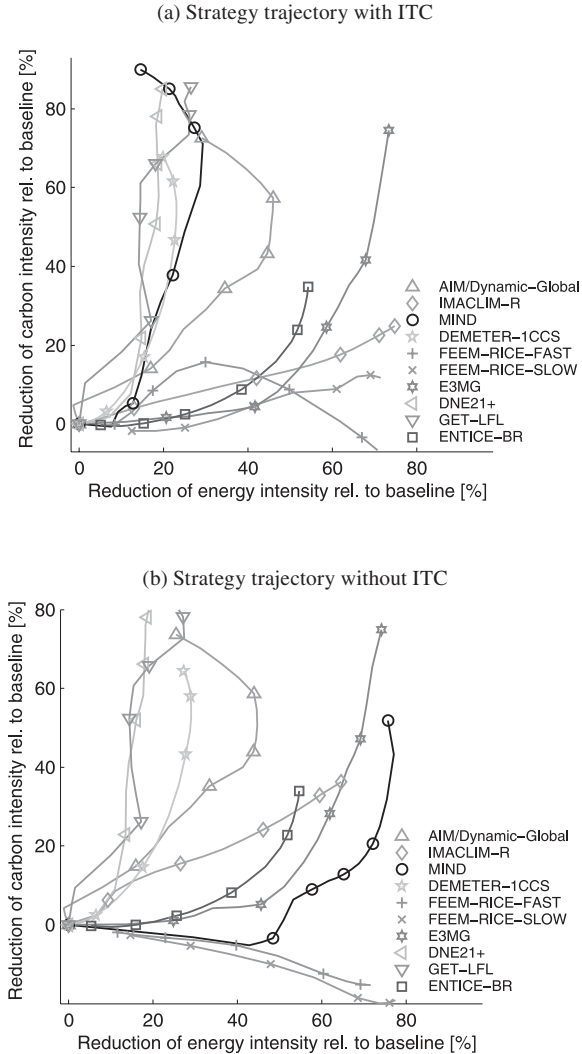 (a) Strategy trajectory with ITC
Reduction of carbon intensity rel. to baseline [%]
80
60
40
20
0
0 20 40 60 80
Reduction of energy intensity rel. to baseline [%]
AIM/Dynamic–Global
IMACLIM–R
MIND
DEMETER–1CCS
FEEM–RICE–FAST
FEEM–RICE–SLOW
E3MG
DNE21+
GET–LFL
ENTICE–BR
(b) Strategy trajectory without ITC
Reduction of carbon intensity rel. to baseline [%]
80
60
40
20
0
0 20 40 60 80
Reduction of energy intensity rel. to baseline [%]
AIM/Dynamic–Global
IMACLIM–R
MIND
DEMETER–1CCS
FEEM–RICE–FAST
FEEM–RICE–SLOW
E3MG
DNE21+
GET–LFL
ENTICE–BR